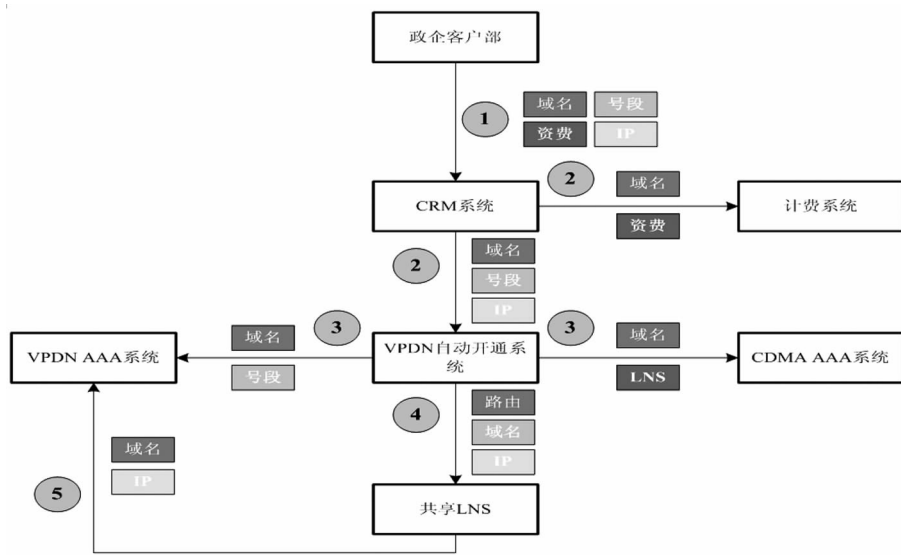 政企客户部
1
域名
号段
资费
IP
CRM系统
2
域名
资费
计费系统
2
域名
号段
IP
VPDN AAA系统
3
域名
号段
VPDN自动开通系
统
3
域名
LNS
CDMA AAA系统
4
路由
域名
IP
5
域名
IP
共享LNS